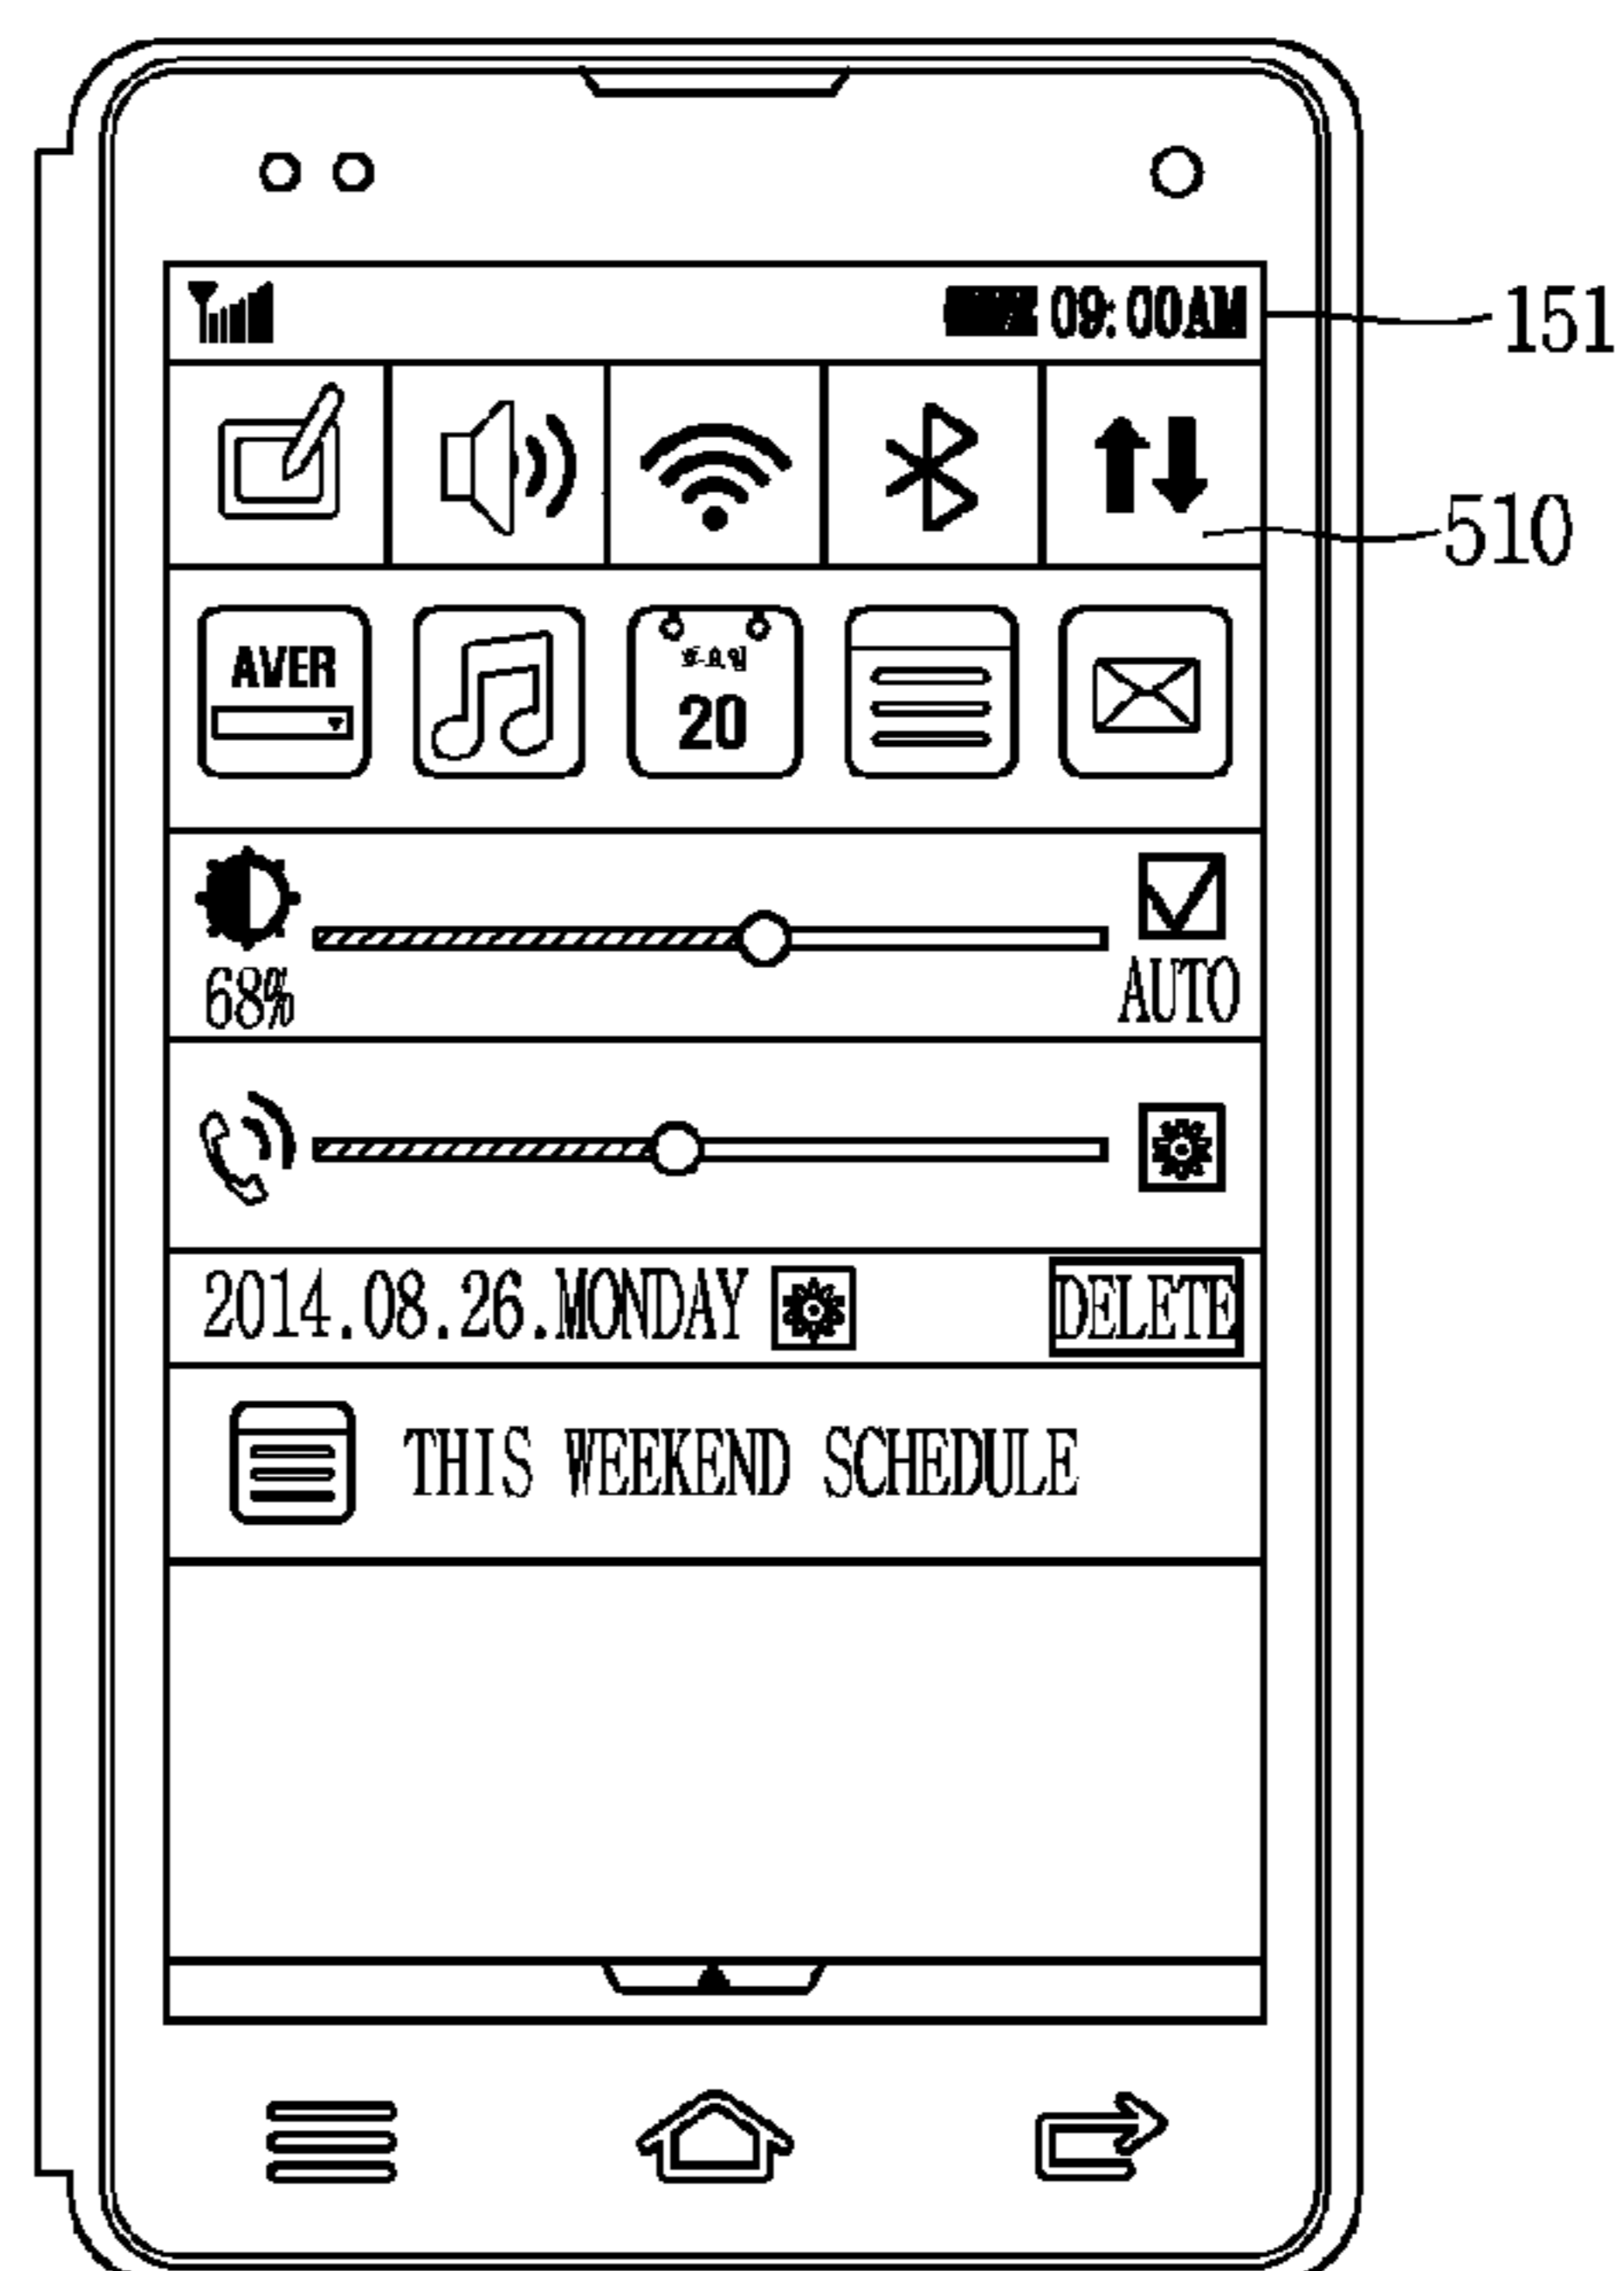 09:00AM
151
510
AVER
20
68%
AUTO
2014.08.26.MONDAY
DELETE
THIS WEEKEND SCHEDULE